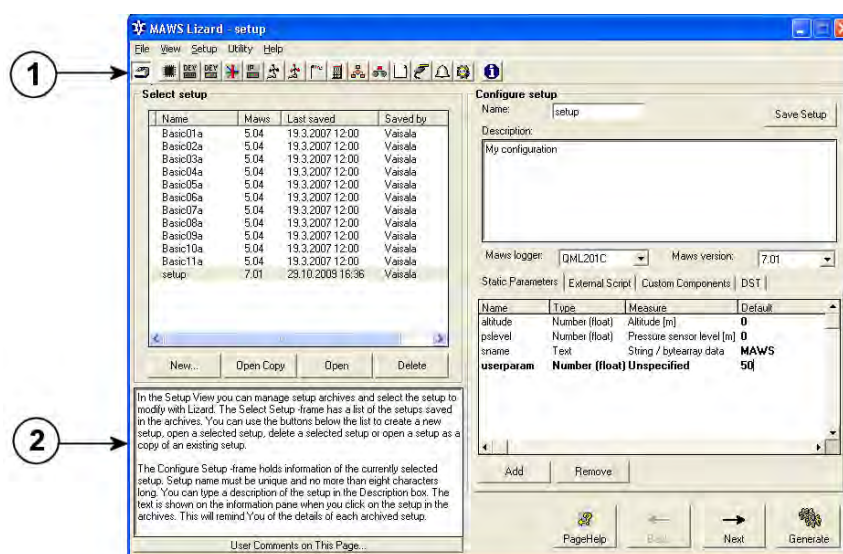 MAWS Lizard - setup
File View Setup Utility Help
1
DEV DEV
Select setup
Name Maws Last saved Saved by
Basic01a 5.04 19.3.2007 12:00 Vaisala
Basic02a 5.04 19.3.2007 12:00 Vaisala
Basic03a 5.04 19.3.2007 12:00 Vaisala
Basic04a 5.04 19.3.2007 12:00 Vaisala
Basic05a 5.04 19.3.2007 12:00 Vaisala
Basic06a 5.04 19.3.2007 12:00 Vaisala
Basic07a 5.04 19.3.2007 12:00 Vaisala
Basic08a 5.04 19.3.2007 12:00 Vaisala
Basic09a 5.04 19.3.2007 12:00 Vaisala
Basic10a 5.04 19.3.2007 12:00 Vaisala
Basic11a 5.04 19.3.2007 12:00 Vaisala
setup 7.01 29.10.2009 16:36 Vaisala
New... Open Copy Open Delete
2
In the Setup View you can manage setup archives and select the setup to
modify with Lizard. The Select Setup -frame has a list of the setups saved
in the archives. You can use the buttons below the list to create a new
setup, open a selected setup, delete a selected setup or open a setup as a
copy of an existing setup.
The Configure Setup -frame holds information of the currently selected
setup. Setup name must be unique and no more than eight characters
long. You can type a description of the setup in the Description box. The
text is shown on the information pane when you click on the setup in the
archives. This will remind You of the details of each archived setup.
User Comments on This Page...
Configure setup
Name: setup Save Setup
Description:
My configuration
Maws logger: QML201C Maws version: 7.01
Static Parameters External Script Custom Components DST
Name Type Measure Default
altitude Number (float) Altitude [m] 0
pslevel Number (float) Pressure sensor level [m] 0
sname Text String / bytearray data MAWS
userparam Number (float) Unspecified 50
Add Remove
PageHelp Back Next Generate